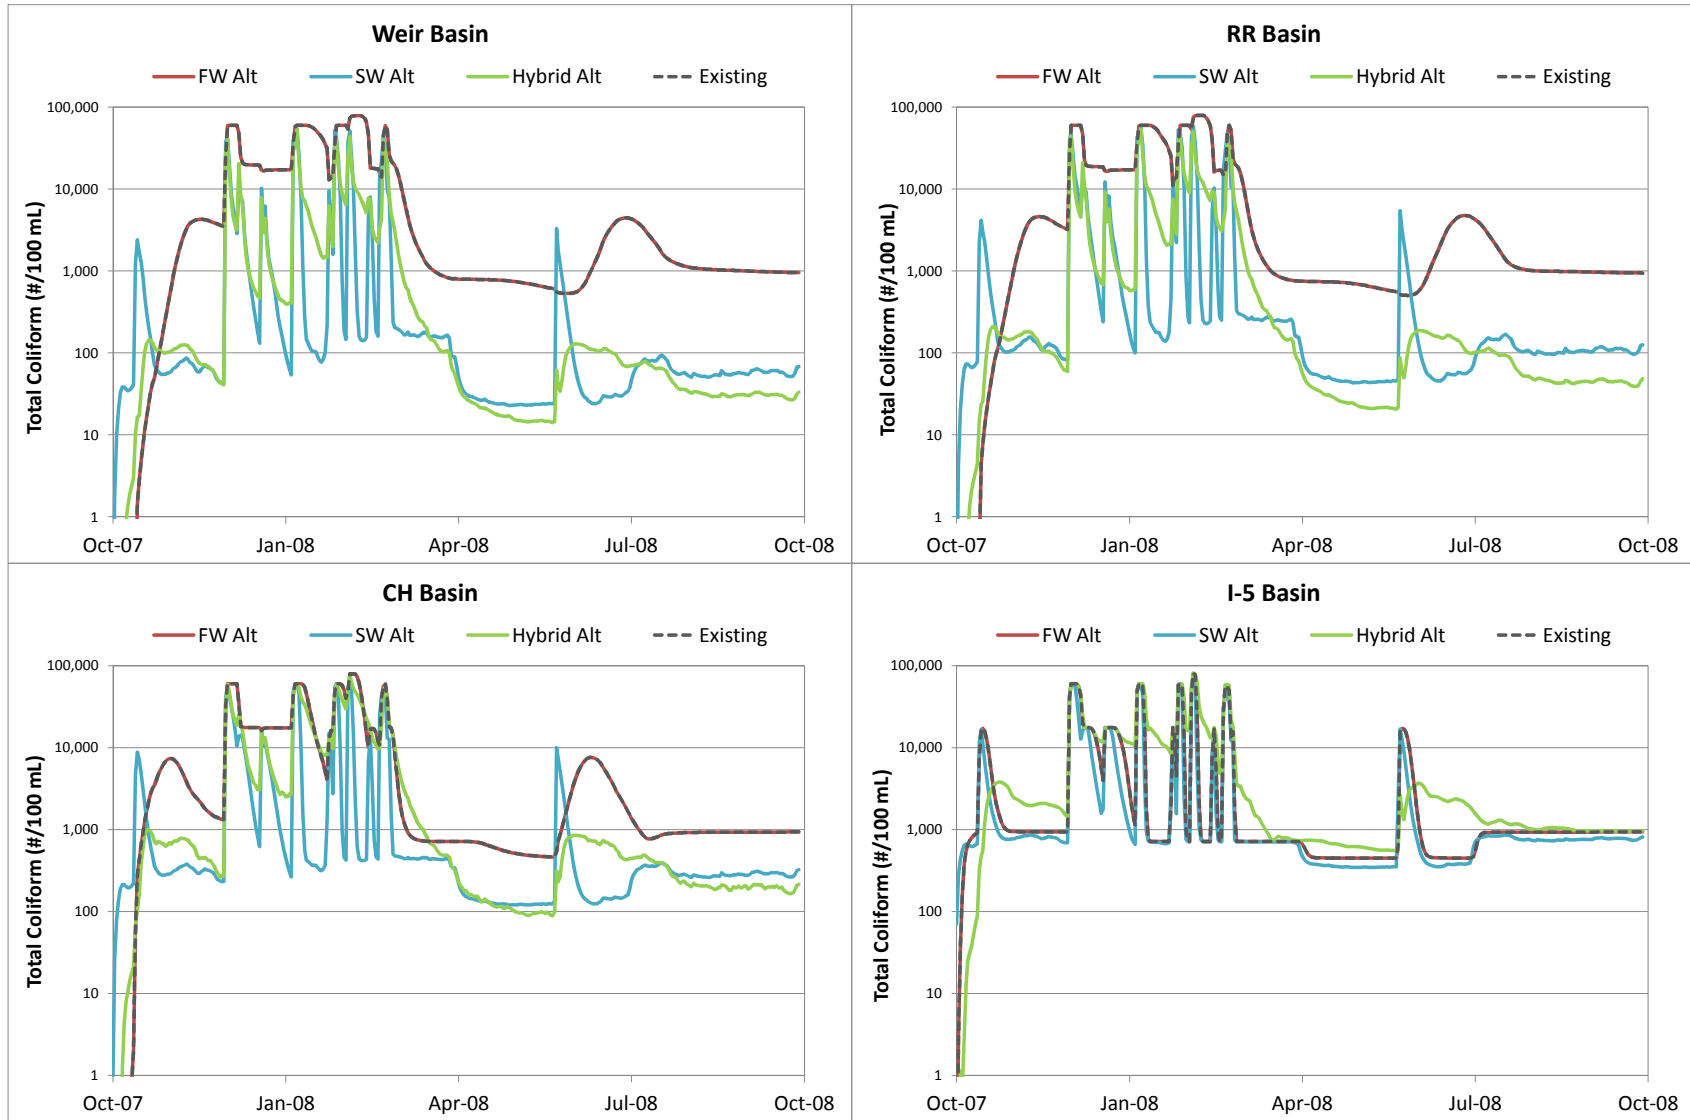 Weir Basin
FW Alt SW Alt Hybrid Alt Existing
Total Coliform (#/100 mL)
100,000
10,000
1,000
100
10
1
Oct-07 Jan-08 Apr-08 Jul-08 Oct-08
RR Basin
FW Alt SW Alt Hybrid Alt Existing
Total Coliform (#/100 mL)
100,000
10,000
1,000
100
10
1
Oct-07 Jan-08 Apr-08 Jul-08 Oct-08
CH Basin
FW Alt SW Alt Hybrid Alt Existing
Total Coliform (#/100 mL)
100,000
10,000
1,000
100
10
1
Oct-07 Jan-08 Apr-08 Jul-08 Oct-08
I-5 Basin
FW Alt SW Alt Hybrid Alt Existing
Total Coliform (#/100 mL)
100,000
10,000
1,000
100
10
1
Oct-07 Jan-08 Apr-08 Jul-08 Oct-08